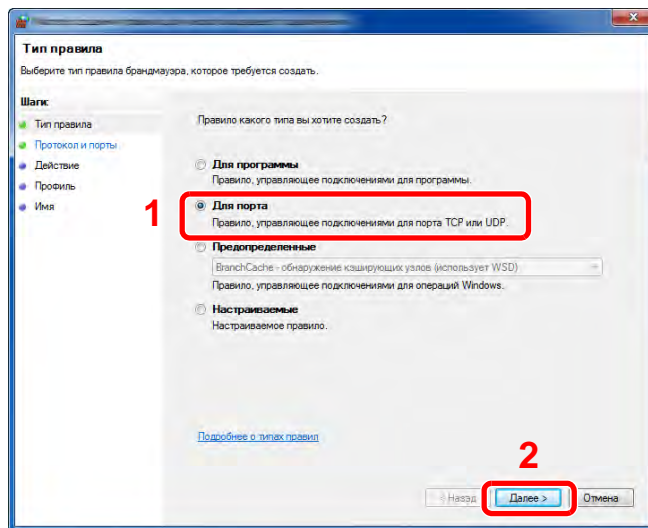 Тип правила
Выберите тип правила брандмауэра, которое требуется создать.
Шаги:
Тип правила
Протокол и порты
Действие
Профиль
Имя
Правило какого типа вы хотите создать?
Для программы
Правило, управляющее подключениями для программы.
1
Для порта
Правило, управляющее подключениями для порта TCP или UDP.
Предопределенные
BranchCache - обнаружение кэширующих узлов (использует WSD)
Правило, управляющее подключениями для операций Windows.
Настраиваемые
Настраиваемое правило.
Подробнее о типах правил
2
< Назад
Далее >
Отмена